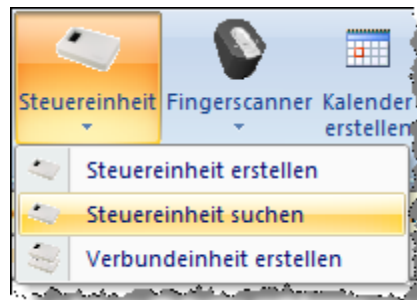 Steuereinheit Fingerscanner Kalender
erstellen
Steuereinheit erstellen
Steuereinheit suchen
Verbundeinheit erstellen